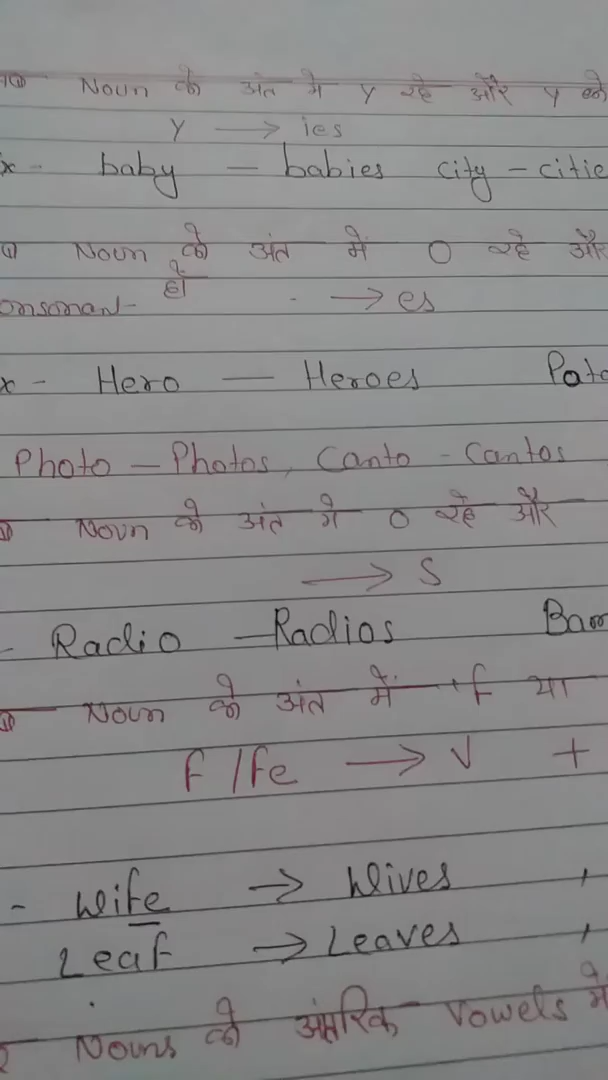 Noun के अंत मे y रहे और y के
y → ies
x- baby – babies city – citie
Noun के अंत में O रहे और
onsonant हो → es
x- Hero — Heroes Pato
Photo – Photos, Canto - Cantos
Noun के अंत मे O रहे और
→ S
- Radio – Radios Bam
Noun के अंत में f या
f /fe → V +
- Wife → Wives ,
Leaf → Leaves ,
Nouns के Vowels में